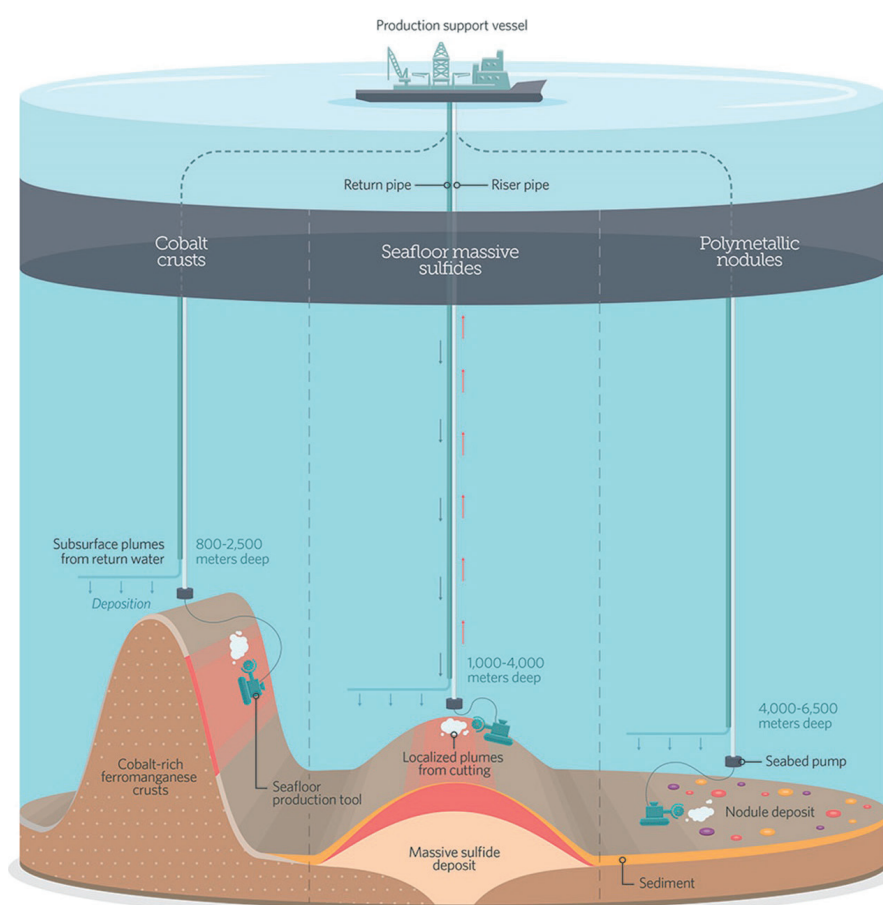 Production support vessel
Return pipe
Riser pipe
Cobalt
crusts
Seafloor massive
sulfides
Polymetallic
nodules
Subsurface plumes
from return water
800-2,500
meters deep
Deposition
1,000-4,000
meters deep
4,000-6,500
meters deep
Localized plumes
from cutting
Seabed pump
Cobalt-rich
ferromanganese
crusts
Seafloor
production tool
Nodule deposit
Massive sulfide
deposit
Sediment